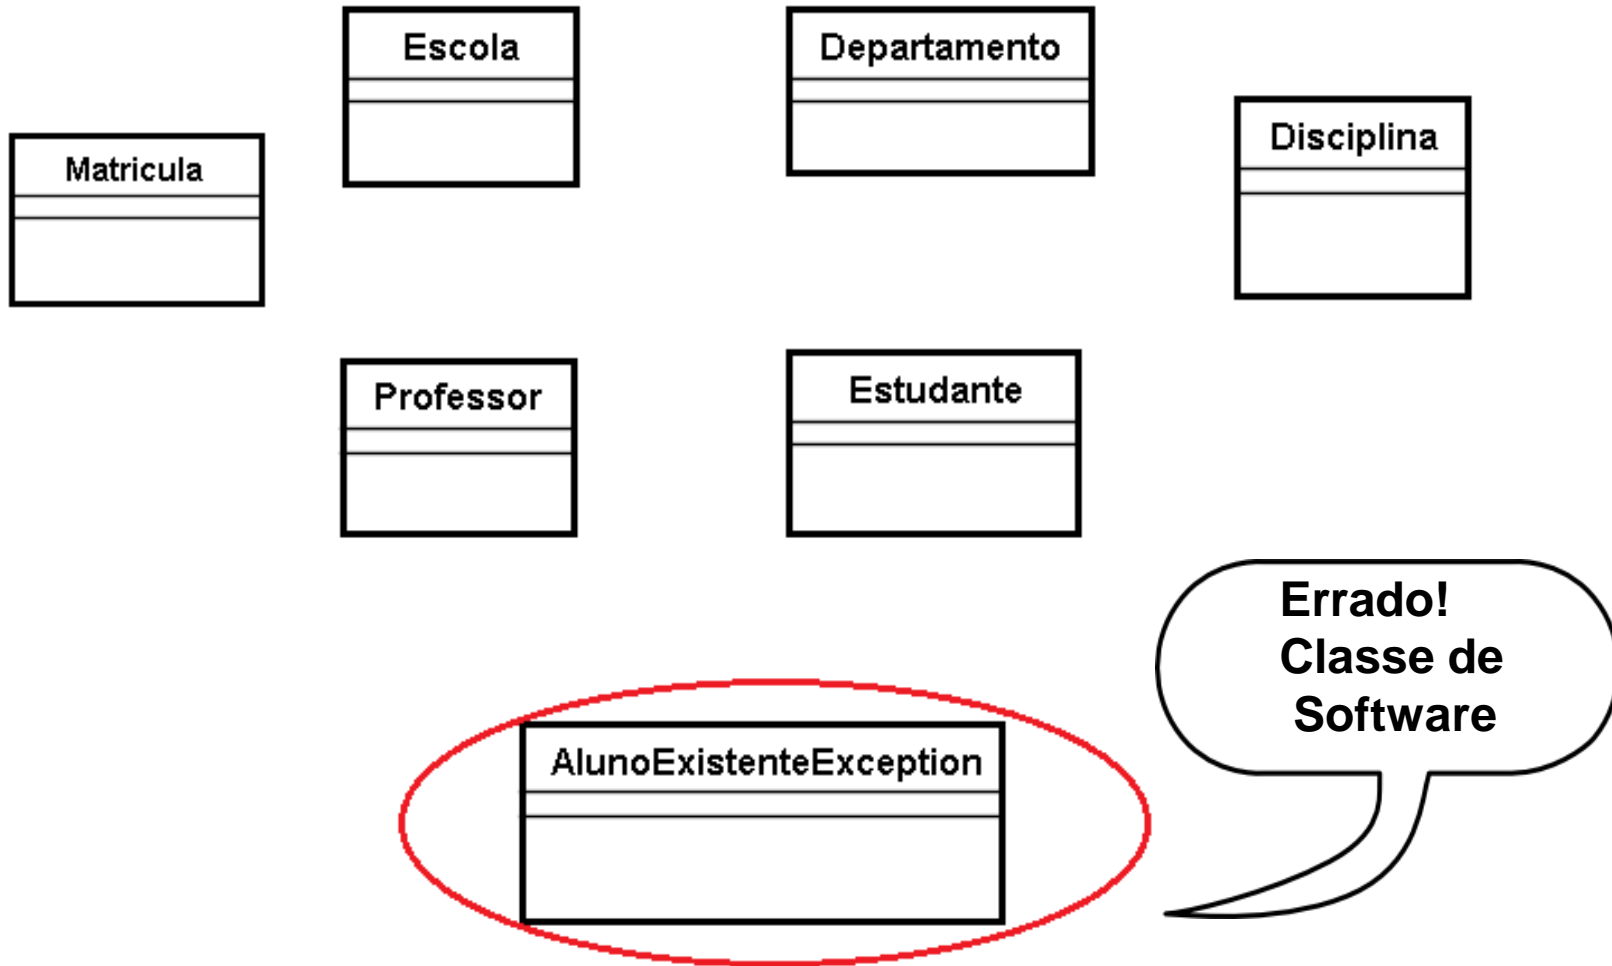 Escola
Departamento
Disciplina
Matricula
Professor
Estudante
Errado!
Classe de
Software
AlunoExistenteException